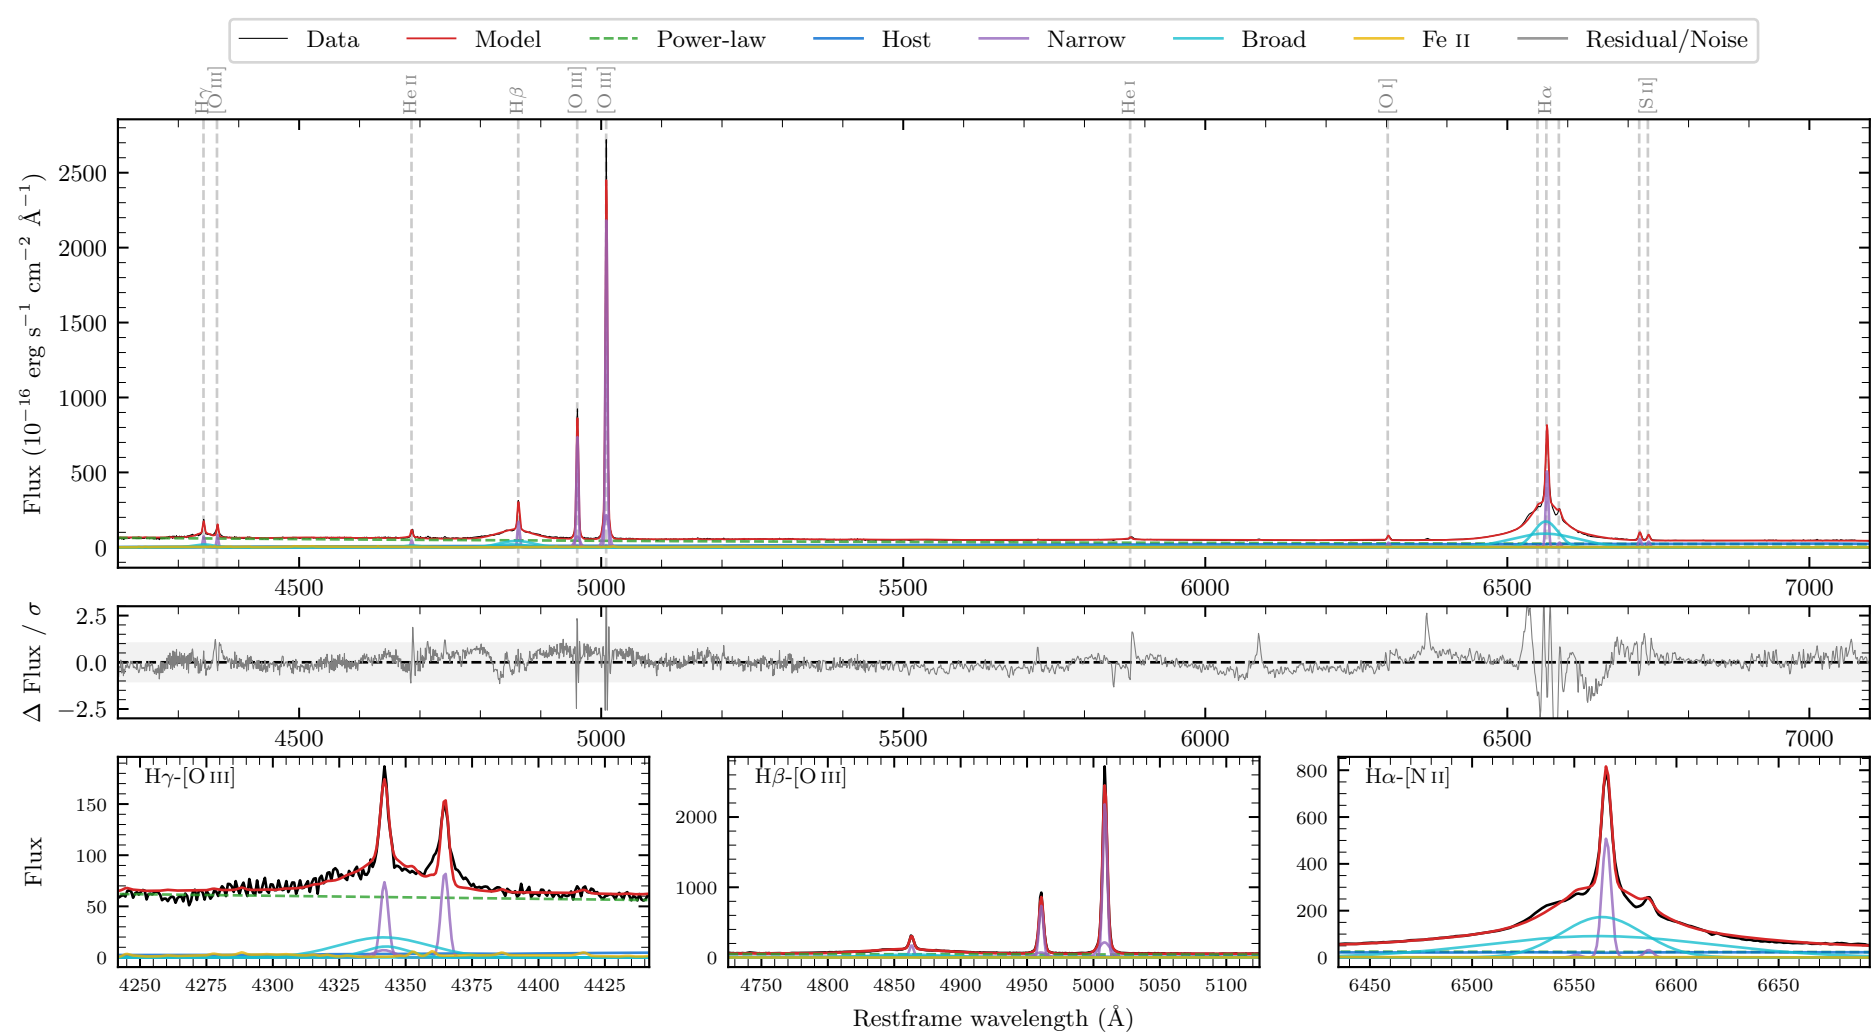 Data Model Power-law Host Narrow Broad Fe II Residual/Noise
Hγ [O III] He II Hβ [O III] [O III] He I [O I] Hα [S II]
Flux (10⁻¹⁶ erg s⁻¹ cm⁻² Å⁻¹)
2500
2000
1500
1000
500
0
4500 5000 5500 6000 6500 7000
Δ Flux / σ
2.5
0.0
−2.5
4500 5000 5500 6000 6500 7000
Flux
Hγ-[O III]
150
100
50
0
4250 4275 4300 4325 4350 4375 4400 4425
Hβ-[O III]
2000
1000
0
4750 4800 4850 4900 4950 5000 5050 5100
Hα-[N II]
800
600
400
200
0
6450 6500 6550 6600 6650
Restframe wavelength (Å)